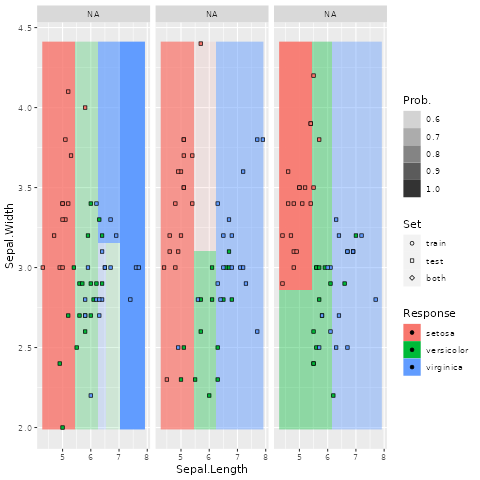 NA NA NA
4.5
4.0
3.5
3.0
2.5
2.0
Sepal.Width
5 6 7 8 5 6 7 8 5 6 7 8
Sepal.Length
Prob.
0.6
0.7
0.8
0.9
1.0
Set
train
test
both
Response
setosa
versicolor
virginica